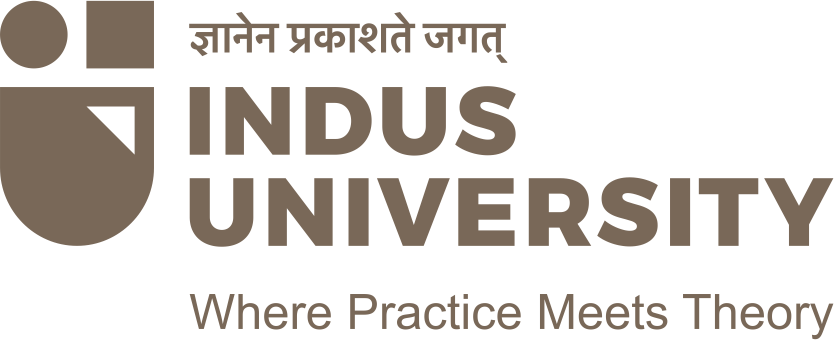 ज्ञानेन प्रकाशते जगत्
INDUS
UNIVERSITY
Where Practice Meets Theory